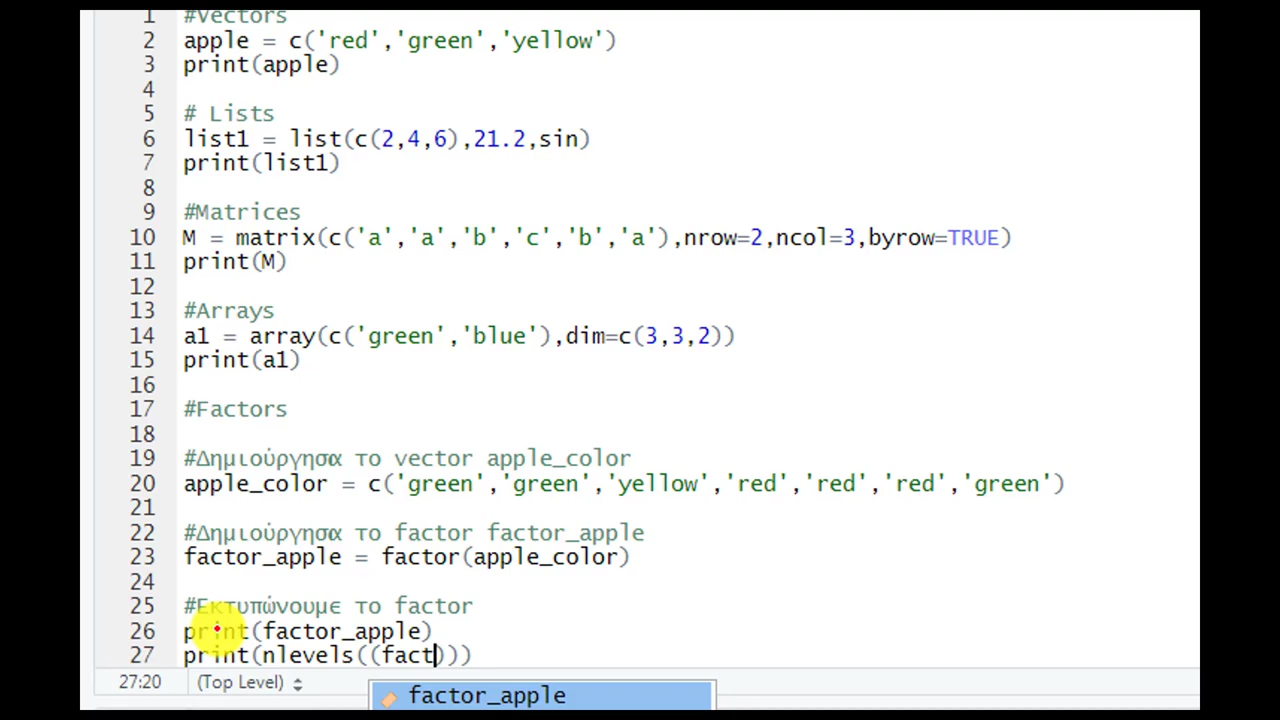 1 #Vectors
2 apple = c('red','green','yellow')
3 print(apple)
4
5 # Lists
6 list1 = list(c(2,4,6),21.2,sin)
7 print(list1)
8
9 #Matrices
10 M = matrix(c('a','a','b','c','b','a'),nrow=2,ncol=3,byrow=TRUE)
11 print(M)
12
13 #Arrays
14 a1 = array(c('green','blue'),dim=c(3,3,2))
15 print(a1)
16
17 #Factors
18
19 #Δημιούργησα το vector apple_color
20 apple_color = c('green','green','yellow','red','red','red','green')
21
22 #Δημιούργησα το factor factor_apple
23 factor_apple = factor(apple_color)
24
25 #Εκτυπώνουμε το factor
26 print(factor_apple)
27 print(nlevels((fact)))
27:20 (Top Level)
factor_apple